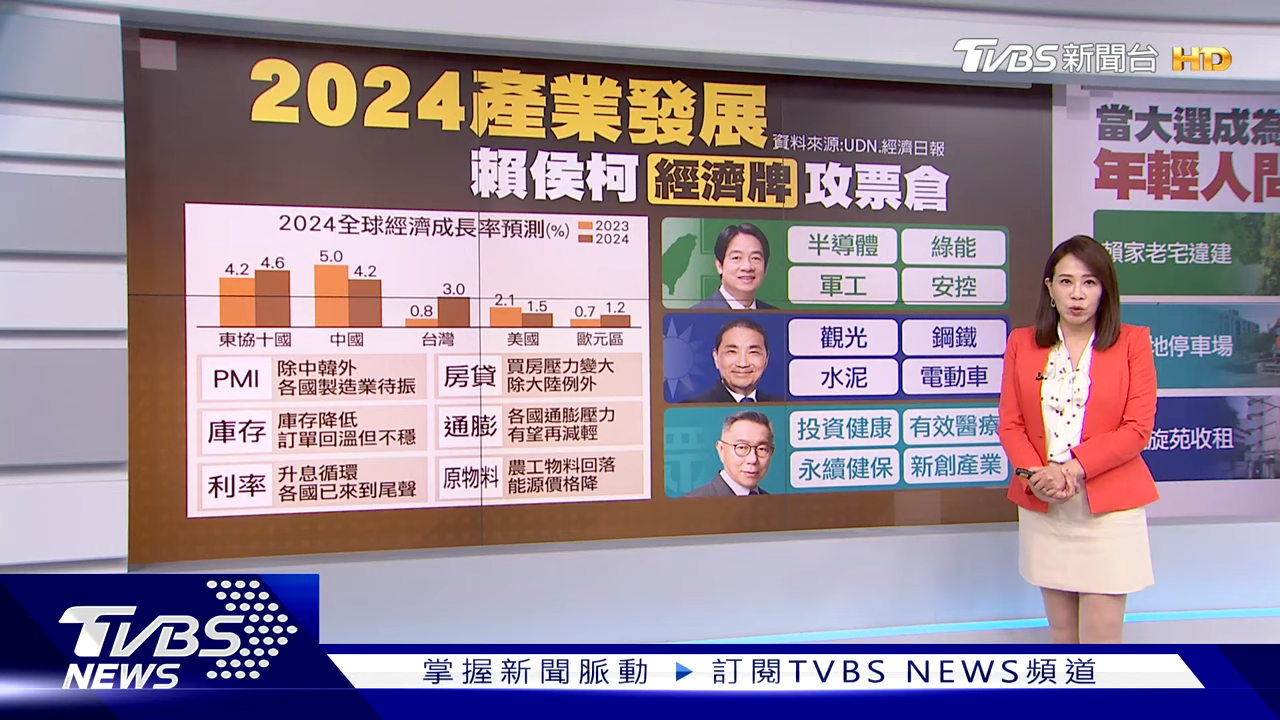 TVBS新聞台 HD
2024產業發展
資料來源:UDN.經濟日報
賴侯柯 經濟牌 攻票倉
2024全球經濟成長率預測(%)
2023
2024
4.2 4.6 5.0 4.2 0.8 3.0 2.1 1.5 0.7 1.2
東協十國 中國 台灣 美國 歐元區
PMI
除中韓外
各國製造業待振
房貸
買房壓力變大
除大陸例外
庫存
庫存降低
訂單回溫但不穩
通膨
各國通膨壓力
有望再減輕
利率
升息循環
各國已來到尾聲
原物料
農工物料回落
能源價格降
半導體 綠能
軍工 安控
觀光 鋼鐵
水泥 電動車
投資健康 有效醫療
永續健保 新創產業
當大選成為
年輕人
賴家老宅違建
地停車場
旋苑收租
TVBS
NEWS
掌握新聞脈動 訂閱TVBS NEWS頻道